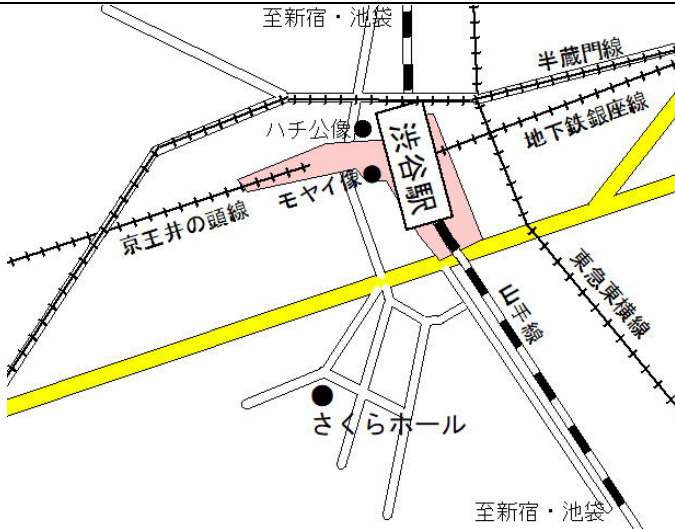 至新宿・池袋
半蔵門線
ハチ公像
渋谷駅
地下鉄銀座線
モヤイ像
京王井の頭線
東急東横線
山手線
さくらホール
至新宿・池袋